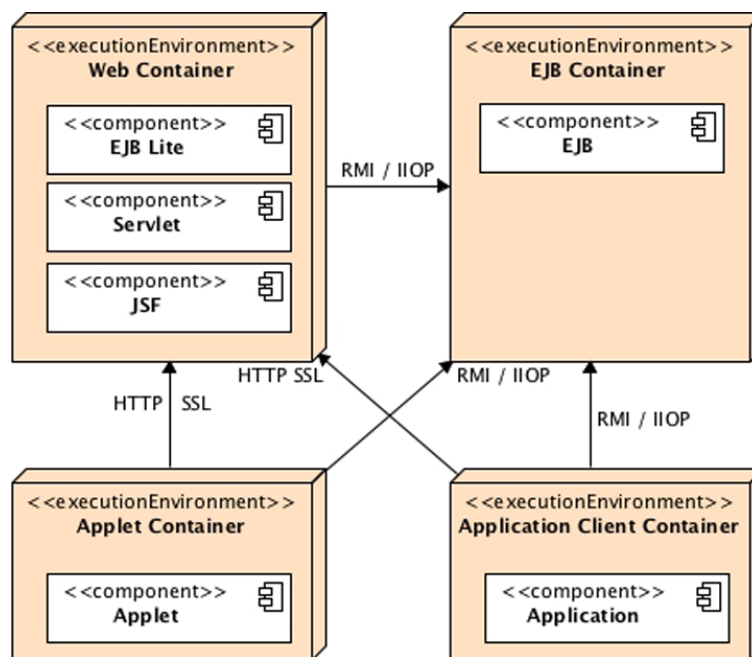 <<executionEnvironment>>
Web Container
<<component>>
EJB Lite
<<component>>
Servlet
<<component>>
JSF
<<executionEnvironment>>
EJB Container
<<component>>
EJB
RMI / IIOP
HTTP SSL
HTTP SSL
RMI / IIOP
RMI / IIOP
<<executionEnvironment>>
Applet Container
<<component>>
Applet
<<executionEnvironment>>
Application Client Container
<<component>>
Application